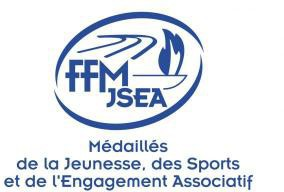 FFM
JSEA
Médaillés
de la Jeunesse, des Sports
et de l'Engagement Associatif